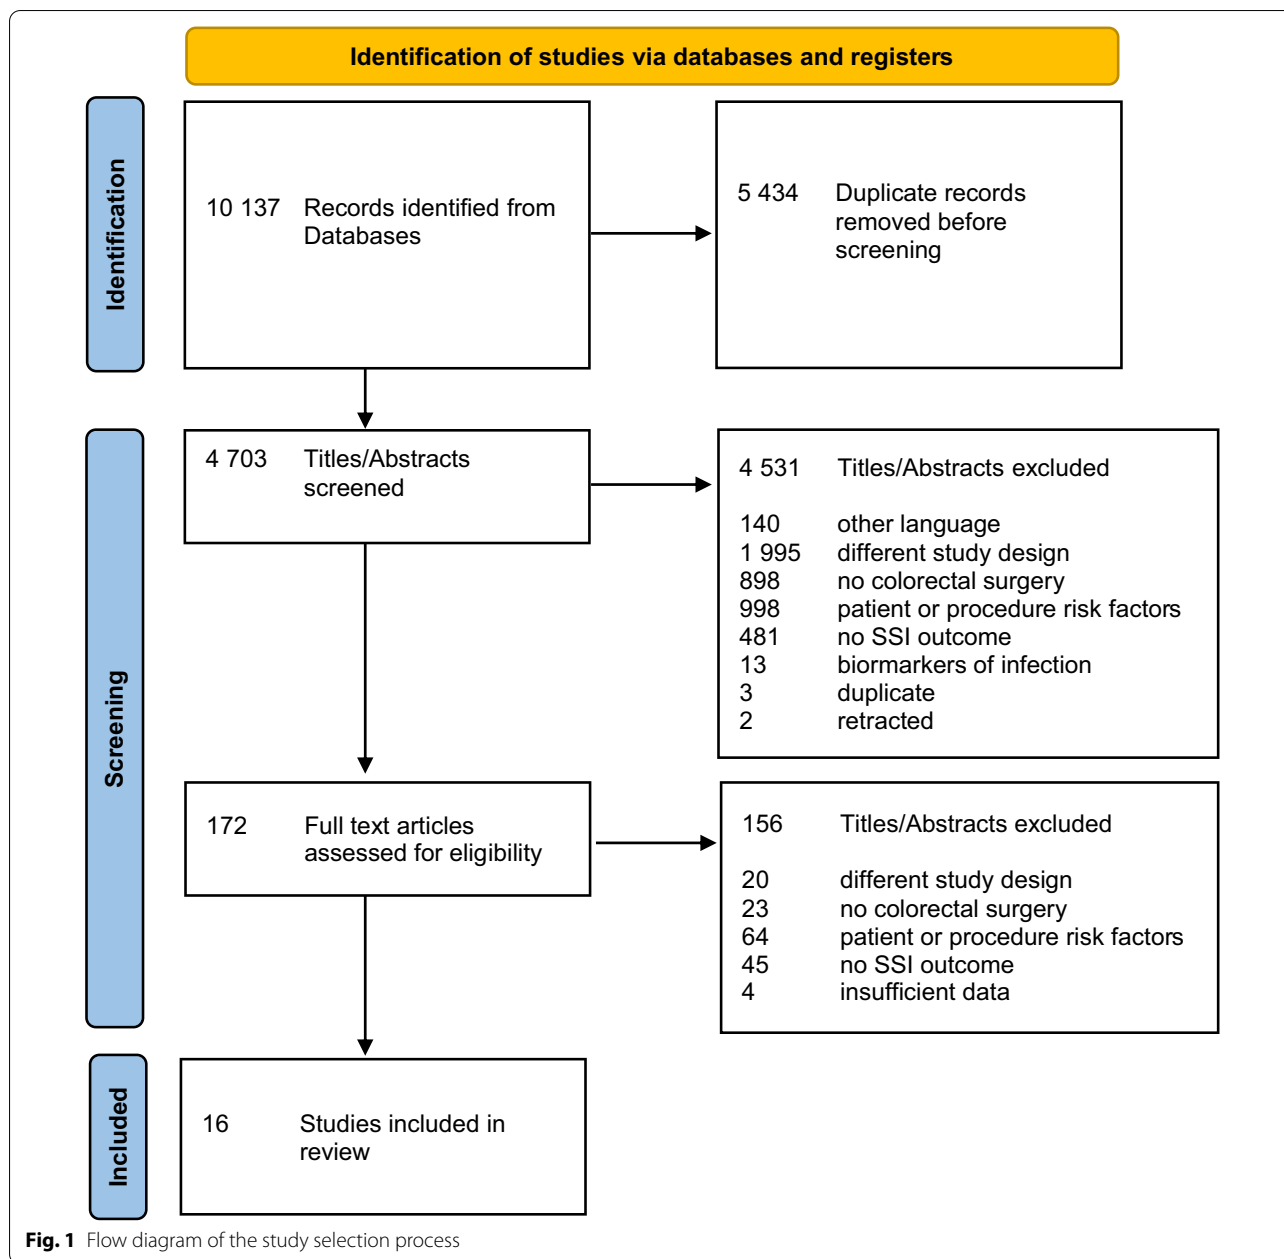 Identification of studies via databases and registers
Identification
10 137 Records identified from
Databases
5 434 Duplicate records
removed before
screening
Screening
4 703 Titles/Abstracts
screened
4 531 Titles/Abstracts excluded
140 other language
1 995 different study design
898 no colorectal surgery
998 patient or procedure risk factors
481 no SSI outcome
13 biormarkers of infection
3 duplicate
2 retracted
172 Full text articles
assessed for eligibility
156 Titles/Abstracts excluded
20 different study design
23 no colorectal surgery
64 patient or procedure risk factors
45 no SSI outcome
4 insufficient data
Included
16 Studies included in
review
Fig. 1 Flow diagram of the study selection process